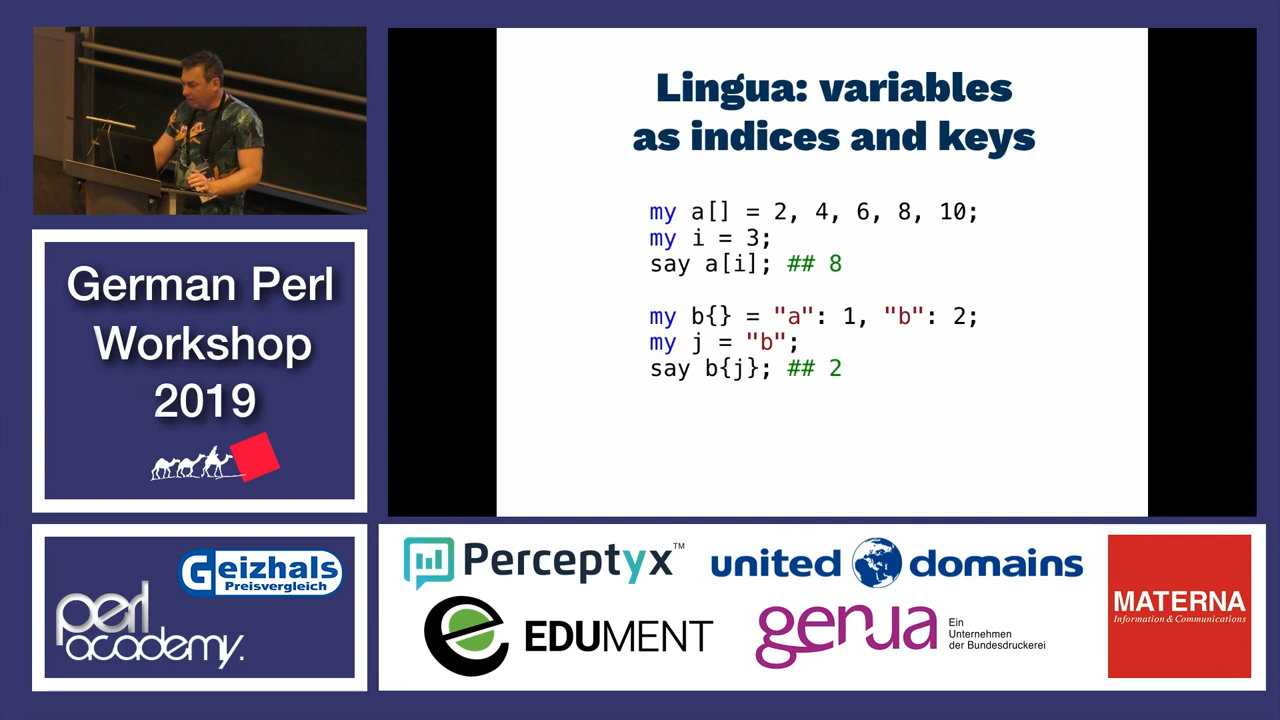 Lingua: variables
as indices and keys
my a[] = 2, 4, 6, 8, 10;
my i = 3;
say a[i]; ## 8
my b{} = "a": 1, "b": 2;
my j = "b";
say b{j}; ## 2
German Perl
Workshop
2019
Geizhals
Preisvergleich
perl
academy.
Perceptyx™
united domains
EDUMENT
genua
Ein
Unternehmen
der Bundesdruckerei
MATERNA
Information & Communications